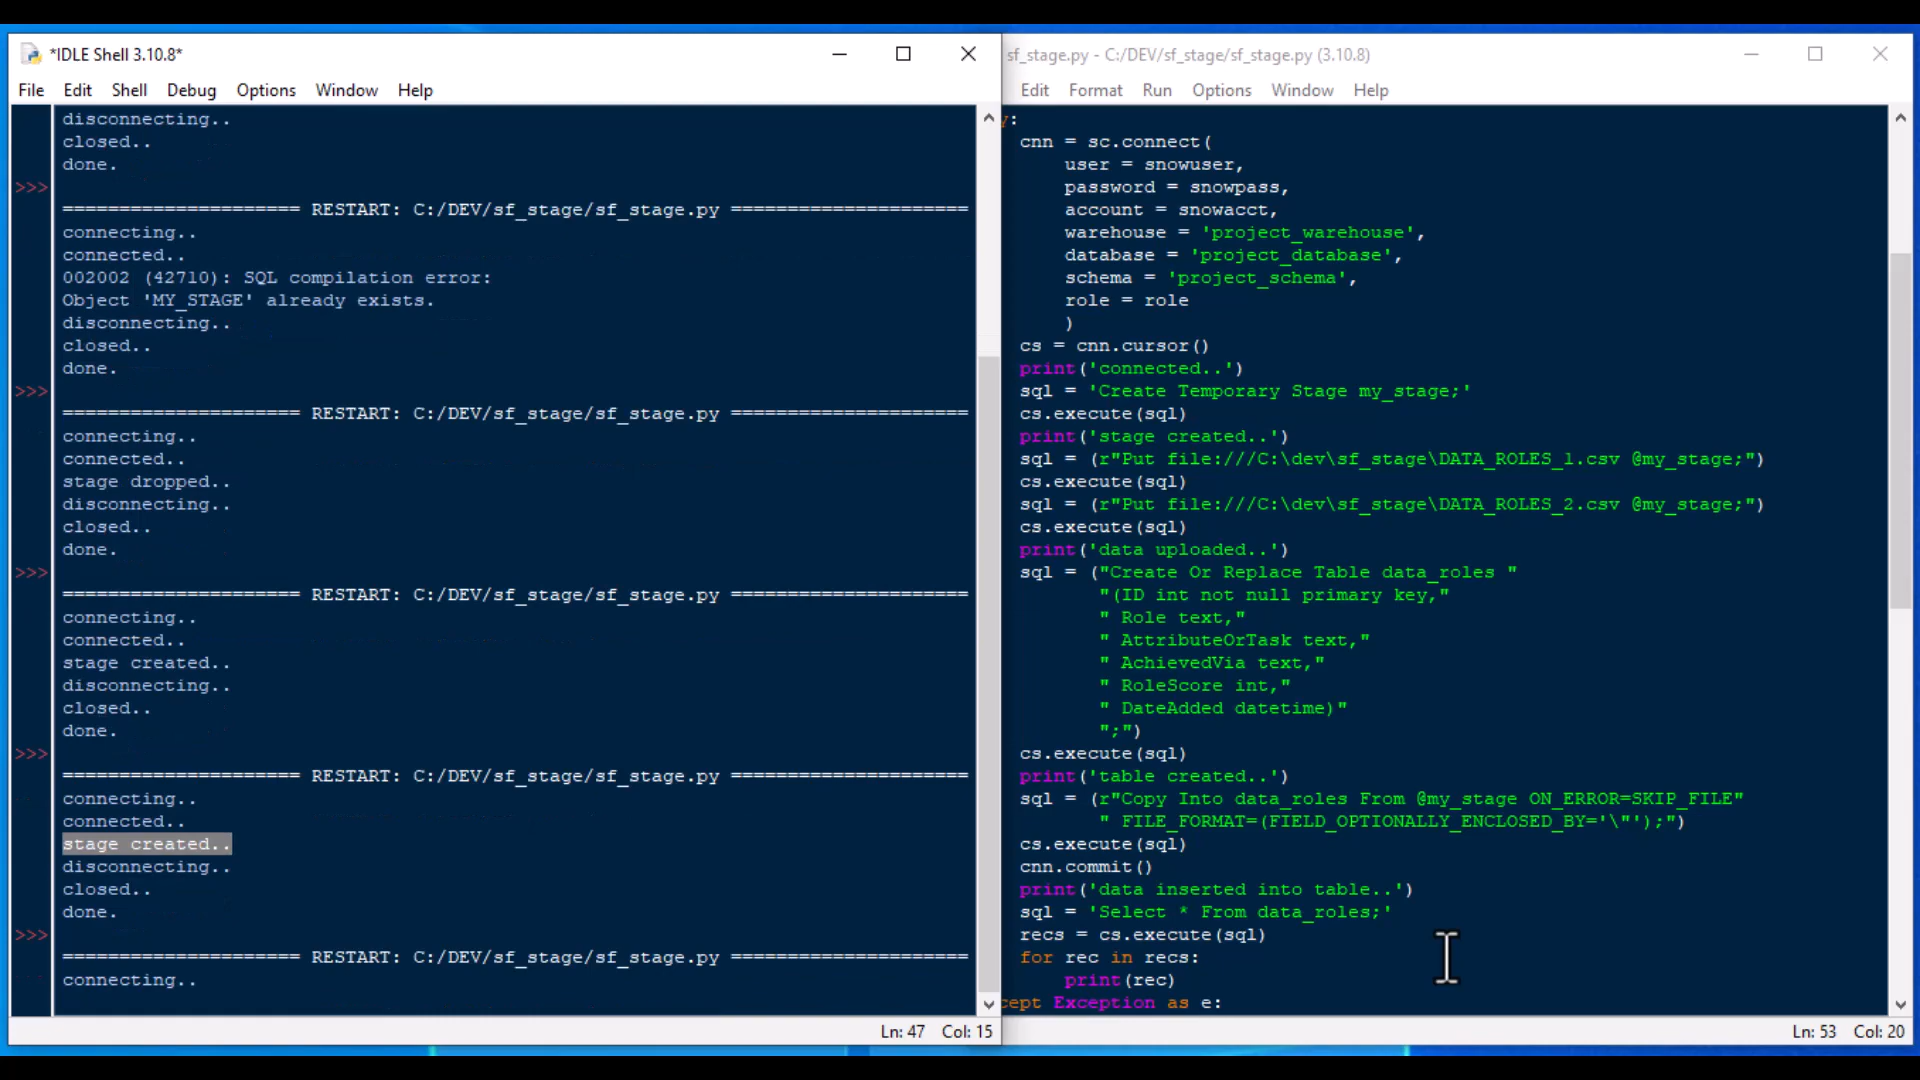 *IDLE Shell 3.10.8*
File Edit Shell Debug Options Window Help
disconnecting..
closed..
done.
>>>
===================== RESTART: C:/DEV/sf_stage/sf_stage.py =====================
connecting..
connected..
002002 (42710): SQL compilation error:
Object 'MY_STAGE' already exists.
disconnecting..
closed..
done.
>>>
===================== RESTART: C:/DEV/sf_stage/sf_stage.py =====================
connecting..
connected..
stage dropped..
disconnecting..
closed..
done.
>>>
===================== RESTART: C:/DEV/sf_stage/sf_stage.py =====================
connecting..
connected..
stage created..
disconnecting..
closed..
done.
>>>
===================== RESTART: C:/DEV/sf_stage/sf_stage.py =====================
connecting..
connected..
stage created..
disconnecting..
closed..
done.
>>>
===================== RESTART: C:/DEV/sf_stage/sf_stage.py =====================
connecting..
Ln: 47 Col: 15
sf_stage.py - C:/DEV/sf_stage/sf_stage.py (3.10.8)
Edit Format Run Options Window Help
y:
cnn = sc.connect(
user = snowuser,
password = snowpass,
account = snowacct,
warehouse = 'project_warehouse',
database = 'project_database',
schema = 'project_schema',
role = role
)
cs = cnn.cursor()
print('connected..')
sql = 'Create Temporary Stage my_stage;'
cs.execute(sql)
print('stage created..')
sql = (r"Put file:///C:\dev\sf_stage\DATA_ROLES_1.csv @my_stage;")
cs.execute(sql)
sql = (r"Put file:///C:\dev\sf_stage\DATA_ROLES_2.csv @my_stage;")
cs.execute(sql)
print('data uploaded..')
sql = ("Create Or Replace Table data_roles "
"(ID int not null primary key,"
" Role text,"
" AttributeOrTask text,"
" AchievedVia text,"
" RoleScore int,"
" DateAdded datetime)"
";")
cs.execute(sql)
print('table created..')
sql = (r"Copy Into data_roles From @my_stage ON_ERROR=SKIP_FILE"
" FILE_FORMAT=(FIELD_OPTIONALLY_ENCLOSED_BY='\"');")
cs.execute(sql)
cnn.commit()
print('data inserted into table..')
sql = 'Select * From data_roles;'
recs = cs.execute(sql)
for rec in recs:
print(rec)
cept Exception as e:
Ln: 53 Col: 20